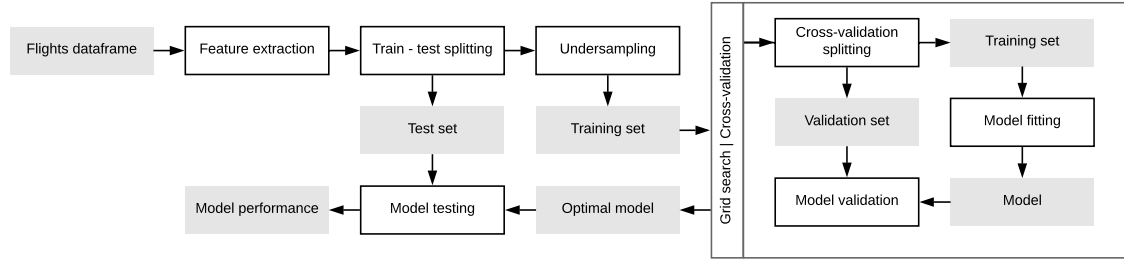 Flights dataframe
Feature extraction
Train - test splitting
Undersampling
Test set
Training set
Model performance
Model testing
Optimal model
Grid search | Cross-validation
Cross-validation
splitting
Training set
Validation set
Model fitting
Model validation
Model